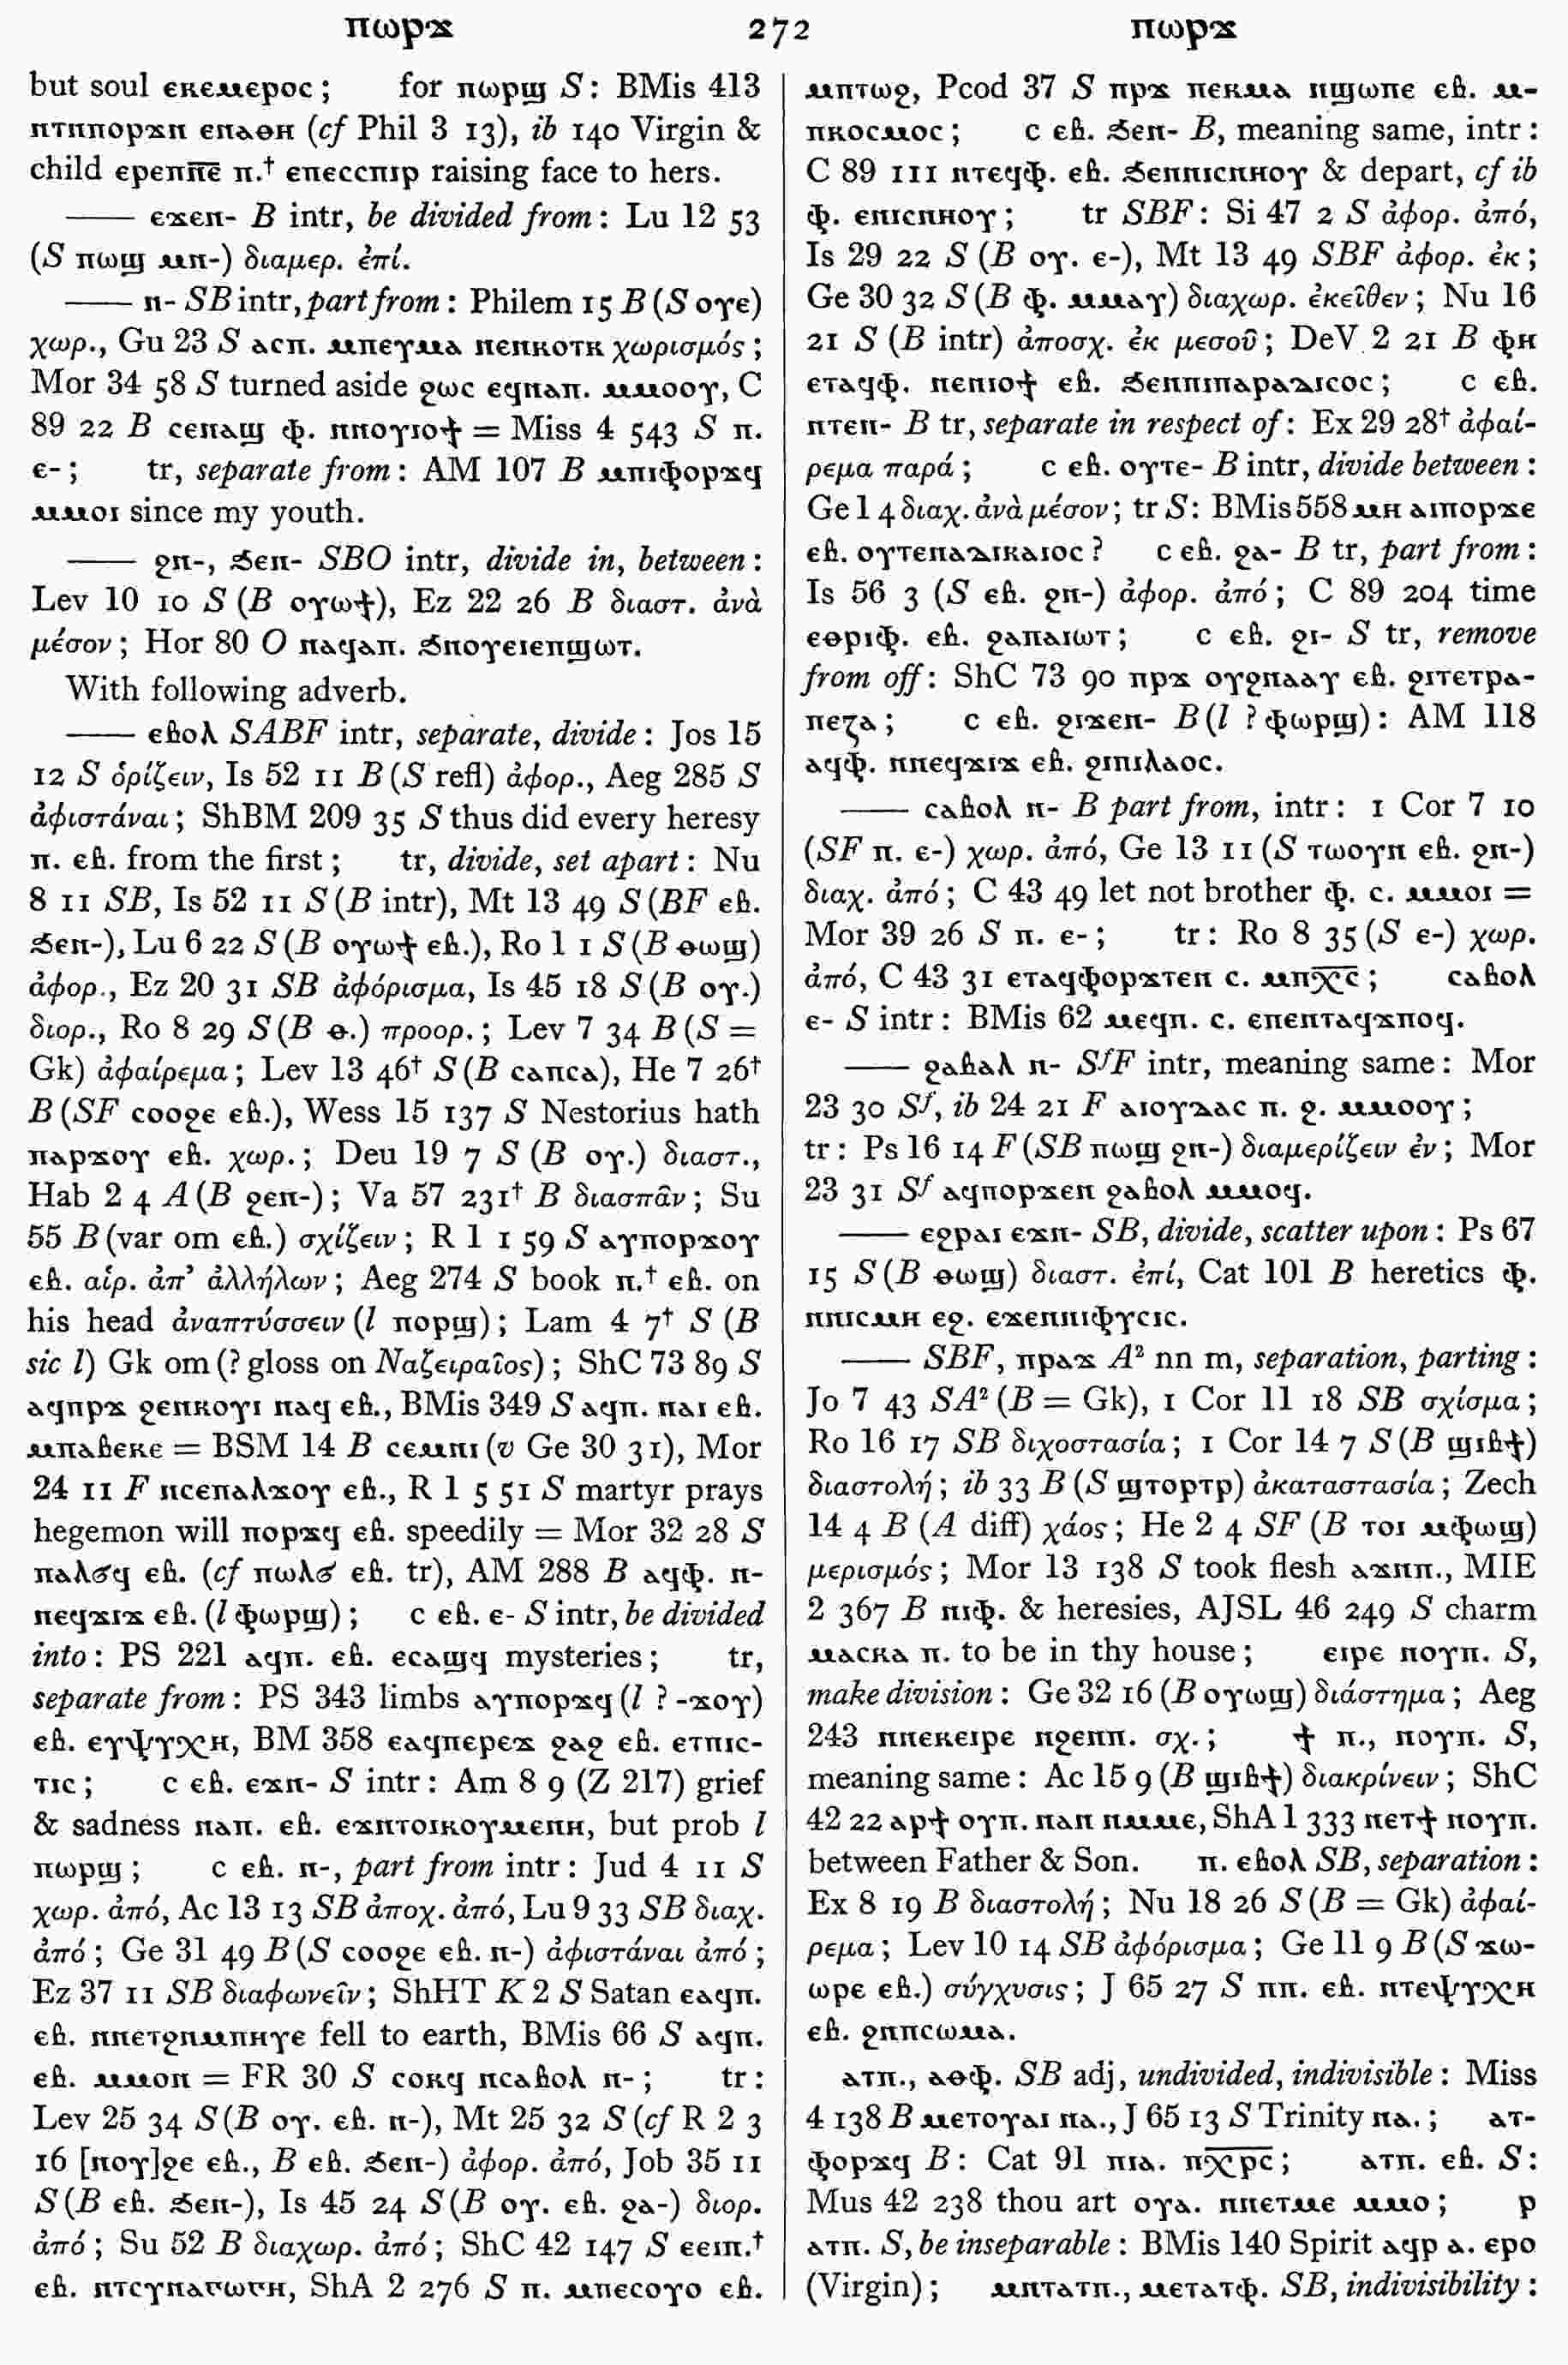 ⲡⲱⲣϫ 272 ⲡⲱⲣϫ
but soul ⲉⲕⲉⲙⲉⲣⲟⲥ; for ⲡⲱⲣϣ S: BMis 413
ⲛⲧⲛⲡⲟⲣϫⲛ ⲉⲡⲁⲑⲏ (cf Phil 3 13), ib 140 Virgin &
child ⲉⲣⲉⲡⲛ̅ⲉ̅ ⲡ.† ⲉⲡⲉⲥⲥⲡⲓⲣ raising face to hers.
—— ⲉϫⲉⲛ- B intr, be divided from: Lu 12 53
(S ⲡⲱϣ ⲙⲛ-) διαμερ. ἐπί.
—— ⲛ- SB intr, part from: Philem 15 B (S ⲟⲩⲉ)
χωρ., Gu 23 S ⲁⲥⲡ. ⲙⲡⲉⲩⲙⲁ ⲛⲉⲛⲕⲟⲧⲕ χωρισμός;
Mor 34 58 S turned aside ϩⲱⲥ ⲉϥⲛⲁⲡ. ⲙⲙⲟⲟⲩ, C
89 22 B ⲥⲉⲛⲁϣ ⲫ. ⲛⲛⲟⲩⲓⲟϯ = Miss 4 543 S ⲡ.
ⲉ-; tr, separate from: AM 107 B ⲙⲡⲓⲫⲟⲣϫϥ
ⲙⲙⲟⲓ since my youth.
—— ϩⲛ-, ϧⲉⲛ- SBO intr, divide in, between:
Lev 10 10 S (B ⲟⲩⲱϯ), Ez 22 26 B διαστ. ἀνὰ
μέσον; Hor 80 O ⲛⲁϥⲁⲡ. ϧⲛⲟⲩⲉⲓⲉⲛϣⲱⲧ.
With following adverb.
—— ⲉⲃⲟⲗ SABF intr, separate, divide: Jos 15
12 S ὁρίζειν, Is 52 11 B (S refl) ἀφορ., Aeg 285 S
ἀφιστάναι; ShBM 209 35 S thus did every heresy
ⲡ. ⲉⲃ. from the first; tr, divide, set apart: Nu
8 11 SB, Is 52 11 S (B intr), Mt 13 49 S (BF ⲉⲃ.
ϧⲉⲛ-), Lu 6 22 S (B ⲟⲩⲱϯ ⲉⲃ.), Ro 1 1 S (B ⲑⲱϣ)
ἀφορ., Ez 20 31 SB ἀφόρισμα, Is 45 18 S (B ⲟⲩ.)
διορ., Ro 8 29 S (B ⲑ.) προορ.; Lev 7 34 B (S =
Gk) ἀφαίρεμα; Lev 13 46† S (B ⲥⲁⲡⲥⲁ), He 7 26†
B (SF ⲥⲟⲟϩⲉ ⲉⲃ.), Wess 15 137 S Nestorius hath
ⲡⲁⲣϫⲟⲩ ⲉⲃ. χωρ.; Deu 19 7 S (B ⲟⲩ.) διαστ.,
Hab 2 4 A (B ϩⲉⲛ-); Va 57 231† B διασπᾶν; Su
55 B (var om ⲉⲃ.) σχίζειν; R 1 1 59 S ⲁⲩⲡⲟⲣϫⲟⲩ
ⲉⲃ. αἱρ. ἀπ’ ἀλλήλων; Aeg 274 S book ⲡ.† ⲉⲃ. on
his head ἀναπτύσσειν (l ⲡⲟⲣϣ); Lam 4 7† S (B
sic l) Gk om (? gloss on Ναζειραῖος); ShC 73 89 S
ⲁϥⲡⲣϫ ϩⲉⲛⲕⲟⲩⲓ ⲛⲁϥ ⲉⲃ., BMis 349 S ⲁϥⲡ. ⲛⲁⲓ ⲉⲃ.
ⲙⲡⲁⲃⲉⲕⲉ = BSM 14 B ⲥⲉⲙⲛⲓ (v Ge 30 31), Mor
24 11 F ⲛⲥⲉⲡⲁⲗϫⲟⲩ ⲉⲃ., R 1 5 51 S martyr prays
hegemon will ⲡⲟⲣϫϥ ⲉⲃ. speedily = Mor 32 28 S
ⲡⲁⲗϭϥ ⲉⲃ. (cf ⲡⲱⲗϭ ⲉⲃ. tr), AM 288 B ⲁϥⲫ. ⲛ-
ⲛⲉϥϫⲓϫ ⲉⲃ. (l ⲫⲱⲣϣ); c ⲉⲃ. ⲉ- S intr, be divided
into: PS 221 ⲁϥⲡ. ⲉⲃ. ⲉⲥⲁϣϥ mysteries; tr,
separate from: PS 343 limbs ⲁⲩⲡⲟⲣϫϥ (l ? -ϫⲟⲩ)
ⲉⲃ. ⲉⲩⲯⲩⲭⲏ, BM 358 ⲉⲁϥⲡⲉⲣⲉϫ ϩⲁϩ ⲉⲃ. ⲉⲧⲡⲓⲥ-
ⲧⲓⲥ; c ⲉⲃ. ⲉϫⲛ- S intr: Am 8 9 (Z 217) grief
& sadness ⲛⲁⲡ. ⲉⲃ. ⲉϫⲛⲧⲟⲓⲕⲟⲩⲙⲉⲛⲏ, but prob l
ⲡⲱⲣϣ; c ⲉⲃ. ⲛ-, part from intr: Jud 4 11 S
χωρ. ἀπό, Ac 13 13 SB ἀποχ. ἀπό, Lu 9 33 SB διαχ.
ἀπό; Ge 31 49 B (S ⲥⲟⲟϩⲉ ⲉⲃ. ⲛ-) ἀφιστάναι ἀπό;
Ez 37 11 SB διαφωνεῖν; ShHT K 2 S Satan ⲉⲁϥⲡ.
ⲉⲃ. ⲛⲛⲉⲧϩⲛⲙⲡⲏⲩⲉ fell to earth, BMis 66 S ⲁϥⲡ.
ⲉⲃ. ⲙⲙⲟⲛ = FR 30 S ⲥⲟⲕϥ ⲛⲥⲁⲃⲟⲗ ⲛ-; tr:
Lev 25 34 S (B ⲟⲩ. ⲉⲃ. ⲛ-), Mt 25 32 S (cf R 2 3
16 [ⲛⲟⲩ]ϩⲉ ⲉⲃ., B ⲉⲃ. ϧⲉⲛ-) ἀφορ. ἀπό, Job 35 11
S (B ⲉⲃ. ϧⲉⲛ-), Is 45 24 S (B ⲟⲩ. ⲉⲃ. ϩⲁ-) διορ.
ἀπό; Su 52 B διαχωρ. ἀπό; ShC 42 147 S ⲉⲉⲓⲡ.†
ⲉⲃ. ⲛⲧⲥⲩⲛⲁⲅⲱⲅⲏ, ShA 2 276 S ⲡ. ⲙⲡⲉⲥⲟⲩⲟ ⲉⲃ.
ⲙⲡⲧⲱϩ, Pcod 37 S ⲡⲣϫ ⲡⲉⲕⲙⲁ ⲛϣⲱⲡⲉ ⲉⲃ. ⲙ-
ⲡⲕⲟⲥⲙⲟⲥ; c ⲉⲃ. ϧⲉⲛ- B, meaning same, intr:
C 89 111 ⲛⲧⲉϥⲫ. ⲉⲃ. ϧⲉⲛⲛⲓⲥⲛⲏⲟⲩ & depart, cf ib
ⲫ. ⲉⲛⲓⲥⲛⲏⲟⲩ; tr SBF: Si 47 2 S ἀφορ. ἀπό,
Is 29 22 S (B ⲟⲩ. ⲉ-), Mt 13 49 SBF ἀφορ. ἐκ;
Ge 30 32 S (B ⲫ. ⲙⲙⲁⲩ) διαχωρ. ἐκεῖθεν; Nu 16
21 S (B intr) ἀποσχ. ἐκ μεσοῦ; DeV 2 21 B ⲫⲏ
ⲉⲧⲁϥⲫ. ⲛⲉⲛⲓⲟϯ ⲉⲃ. ϧⲉⲛⲡⲓⲡⲁⲣⲁⲇⲓⲥⲟⲥ; c ⲉⲃ.
ⲛⲧⲉⲛ- B tr, separate in respect of: Ex 29 28† ἀφαί-
ρεμα παρά; c ⲉⲃ. ⲟⲩⲧⲉ- B intr, divide between:
Ge 1 4 διαχ. ἀνὰ μέσον; tr S: BMis 558 ⲙⲏ ⲁⲓⲡⲟⲣϫⲉ
ⲉⲃ. ⲟⲩⲧⲉⲡⲁⲇⲓⲕⲁⲓⲟⲥ? c ⲉⲃ. ϩⲁ- B tr, part from:
Is 56 3 (S ⲉⲃ. ϩⲛ-) ἀφορ. ἀπό; C 89 204 time
ⲉⲑⲣⲓⲫ. ⲉⲃ. ϩⲁⲡⲁⲓⲱⲧ; c ⲉⲃ. ϩⲓ- S tr, remove
from off: ShC 73 90 ⲡⲣϫ ⲟⲩϩⲛⲁⲁⲩ ⲉⲃ. ϩⲓⲧⲉⲧⲣⲁ-
ⲡⲉⲍⲁ; c ⲉⲃ. ϩⲓϫⲉⲛ- B (l ? ⲫⲱⲣϣ): AM 118
ⲁϥⲫ. ⲛⲛⲉϥϫⲓϫ ⲉⲃ. ϩⲓⲡⲓⲗⲁⲟⲥ.
—— ⲥⲁⲃⲟⲗ ⲛ- B part from, intr: 1 Cor 7 10
(SF ⲡ. ⲉ-) χωρ. ἀπό, Ge 13 11 (S ⲧⲱⲟⲩⲛ ⲉⲃ. ϩⲛ-)
διαχ. ἀπό; C 43 49 let not brother ⲫ. ⲥ. ⲙⲙⲟⲓ =
Mor 39 26 S ⲡ. ⲉ-; tr: Ro 8 35 (S ⲉ-) χωρ.
ἀπό, C 43 31 ⲉⲧⲁϥⲫⲟⲣϫⲧⲉⲛ ⲥ. ⲙⲡⲭ̅ⲥ̅; ⲥⲁⲃⲟⲗ
ⲉ- S intr: BMis 62 ⲙⲉϥⲡ. ⲥ. ⲉⲡⲉⲛⲧⲁϥϫⲡⲟϥ.
—— ϩⲁⲃⲁⲗ ⲛ- SfF intr, meaning same: Mor
23 30 Sf, ib 24 21 F ⲁⲓⲟⲩⲇⲁⲥ ⲡ. ϩ. ⲙⲙⲟⲟⲩ;
tr: Ps 16 14 F (SB ⲡⲱϣ ϩⲛ-) διαμερίζειν ἐν; Mor
23 31 Sf ⲁϥⲡⲟⲣϫⲉⲛ ϩⲁⲃⲟⲗ ⲙⲙⲟϥ.
—— ⲉϩⲣⲁⲓ ⲉϫⲛ- SB, divide, scatter upon: Ps 67
15 S (B ⲑⲱϣ) διαστ. ἐπί, Cat 101 B heretics ⲫ.
ⲛⲛⲓⲥⲙⲏ ⲉϩ. ⲉϫⲉⲛⲛⲓⲫⲩⲥⲓⲥ.
—— SBF, ⲡⲣⲁϫ A² nn m, separation, parting:
Jo 7 43 SA² (B = Gk), 1 Cor 11 18 SB σχίσμα;
Ro 16 17 SB διχοστασία; 1 Cor 14 7 S (B ϣⲓⲃϯ)
διαστολή; ib 33 B (S ϣⲧⲟⲣⲧⲣ) ἀκαταστασία; Zech
14 4 B (A diff) χάος; He 2 4 SF (B ⲧⲟⲓ ⲙⲫⲱϣ)
μερισμός; Mor 13 138 S took flesh ⲁϫⲛⲡ., MIE
2 367 B ⲛⲓⲫ. & heresies, AJSL 46 249 S charm
ⲙⲁⲥⲕⲁ ⲡ. to be in thy house; ⲉⲓⲣⲉ ⲛⲟⲩⲡ. S,
make division: Ge 32 16 (B ⲟⲩⲱϣ) διάστημα; Aeg
243 ⲛⲛⲉⲕⲉⲓⲣⲉ ⲛϩⲉⲛⲡ. σχ.; ϯ ⲡ., ⲛⲟⲩⲡ. S,
meaning same: Ac 15 9 (B ϣⲓⲃϯ) διακρίνειν; ShC
42 22 ⲁⲣϯ ⲟⲩⲡ. ⲛⲁⲛ ⲛⲙⲙⲉ, ShA 1 333 ⲡⲉⲧϯ ⲛⲟⲩⲡ.
between Father & Son. ⲡ. ⲉⲃⲟⲗ SB, separation:
Ex 8 19 B διαστολή; Nu 18 26 S (B = Gk) ἀφαί-
ρεμα; Lev 10 14 SB ἀφόρισμα; Ge 11 9 B (S ϫⲱ-
ⲱⲣⲉ ⲉⲃ.) σύγχυσις; J 65 27 S ⲡⲡ. ⲉⲃ. ⲛⲧⲉⲯⲩⲭⲏ
ⲉⲃ. ϩⲛⲡⲥⲱⲙⲁ.
ⲁⲧⲡ., ⲁⲑⲫ. SB adj, undivided, indivisible: Miss
4 138 B ⲙⲉⲧⲟⲩⲁⲓ ⲛⲁ., J 65 13 S Trinity ⲛⲁ.; ⲁⲧ-
ⲫⲟⲣϫϥ B: Cat 91 ⲡⲓⲁ. ⲡⲭ̅ⲣ̅ⲥ̅; ⲁⲧⲡ. ⲉⲃ. S:
Mus 42 238 thou art ⲟⲩⲁ. ⲛⲛⲉⲧⲙⲉ ⲙⲙⲟ; ⲣ
ⲁⲧⲡ. S, be inseparable: BMis 140 Spirit ⲁϥⲣ ⲁ. ⲉⲣⲟ
(Virgin); ⲙⲛⲧⲁⲧⲡ., ⲙⲉⲧⲁⲧⲫ. SB, indivisibility: